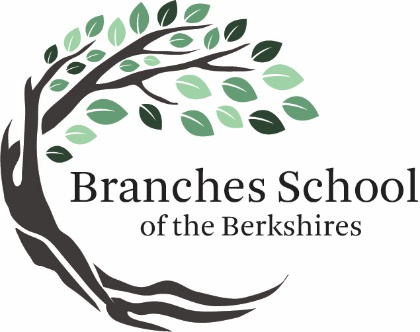 Branches School
of the Berkshires